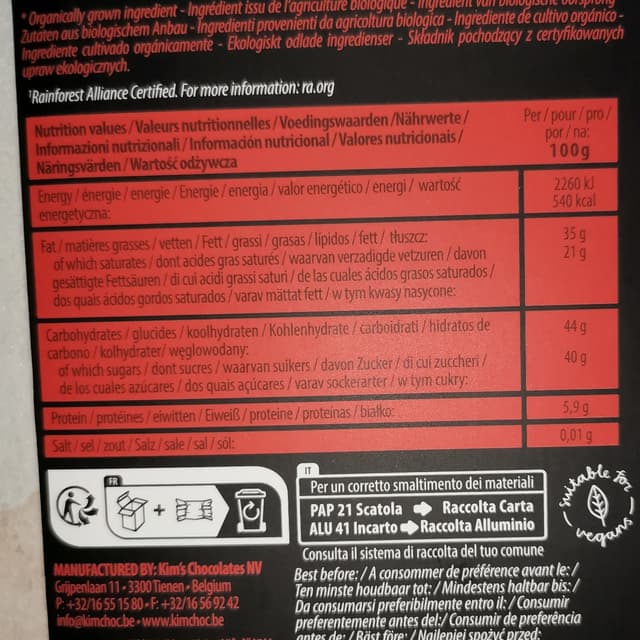 * Organically grown ingredient - Ingrédient issu de l'agriculture biologique - Ingrediënt van biologische oorsprong
Zutaten aus biologischem Anbau - Ingredienti provenienti da agricoltura biologica - Ingrediente de cultivo orgánico -
Ingrediente cultivado orgánicamente - Ekologiskt odlade ingredienser - Składnik pochodzący z certyfikowanych
upraw ekologicznych.
¹Rainforest Alliance Certified. For more information: ra.org
Nutrition values / Valeurs nutritionnelles / Voedingswaarden / Nährwerte /
Informazioni nutrizionali / Información nutricional / Valores nutricionais /
Näringsvärden / Wartość odżywcza
Per / pour / pro /
por / na:
100g
Energy / énergie / energie / Energie / energia / valor energético / energi / wartość
energetyczna:
2260 kJ
540 kcal
Fat / matières grasses / vetten / Fett / grassi / grasas / lípidos / fett / tłuszcz:
of which saturates / dont acides gras saturés / waarvan verzadigde vetzuren / davon
gesättigte Fettsäuren / di cui acidi grassi saturi / de las cuales ácidos grasos saturados /
dos quais ácidos gordos saturados / varav mättat fett / w tym kwasy nasycone:
35 g
21 g
Carbohydrates / glucides / koolhydraten / Kohlenhydrate / carboidrati / hidratos de
carbono / kolhydrater / węglowodany:
of which sugars / dont sucres / waarvan suikers / davon Zucker / di cui zuccheri /
de los cuales azúcares / dos quais açúcares / varav sockerarter / w tym cukry:
44 g
40 g
Protein / protéines / eiwitten / Eiweiß / proteine / proteínas / białko:
5,9 g
Salt / sel / zout / Salz / sale / sal / sól:
0,01 g
FR
IT
Per un corretto smaltimento dei materiali
PAP 21 Scatola Raccolta Carta
ALU 41 Incarto Raccolta Alluminio
Consulta il sistema di raccolta del tuo comune
suitable for
vegans
MANUFACTURED BY: Kim's Chocolates NV
Grijpenlaan 11 • 3300 Tienen • Belgium
P: +32/16 55 15 80 • F: +32/16 56 92 42
info@kimchoc.be • www.kimchoc.be
Best before: / A consommer de préférence avant le: /
Ten minste houdbaar tot: / Mindestens haltbar bis: /
Da consumarsi preferibilmente entro il: / Consumir
preferentemente antes del: / Consumir de preferência
antes de: / Bäst före: / Najlepiej spożyć przed: